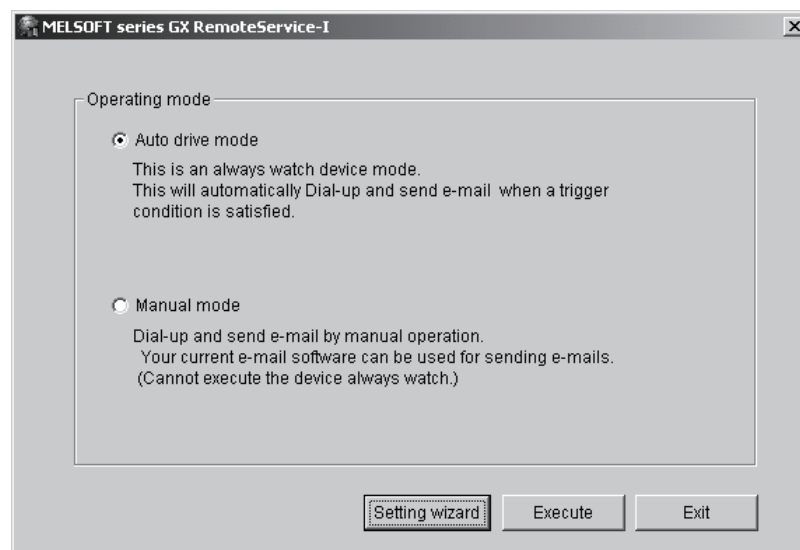 MELSOFT series GX RemoteService-I
Operating mode
Auto drive mode
This is an always watch device mode.
This will automatically Dial-up and send e-mail when a trigger
condition is satisfied.
Manual mode
Dial-up and send e-mail by manual operation.
Your current e-mail software can be used for sending e-mails.
(Cannot execute the device always watch.)
Setting wizard Execute Exit